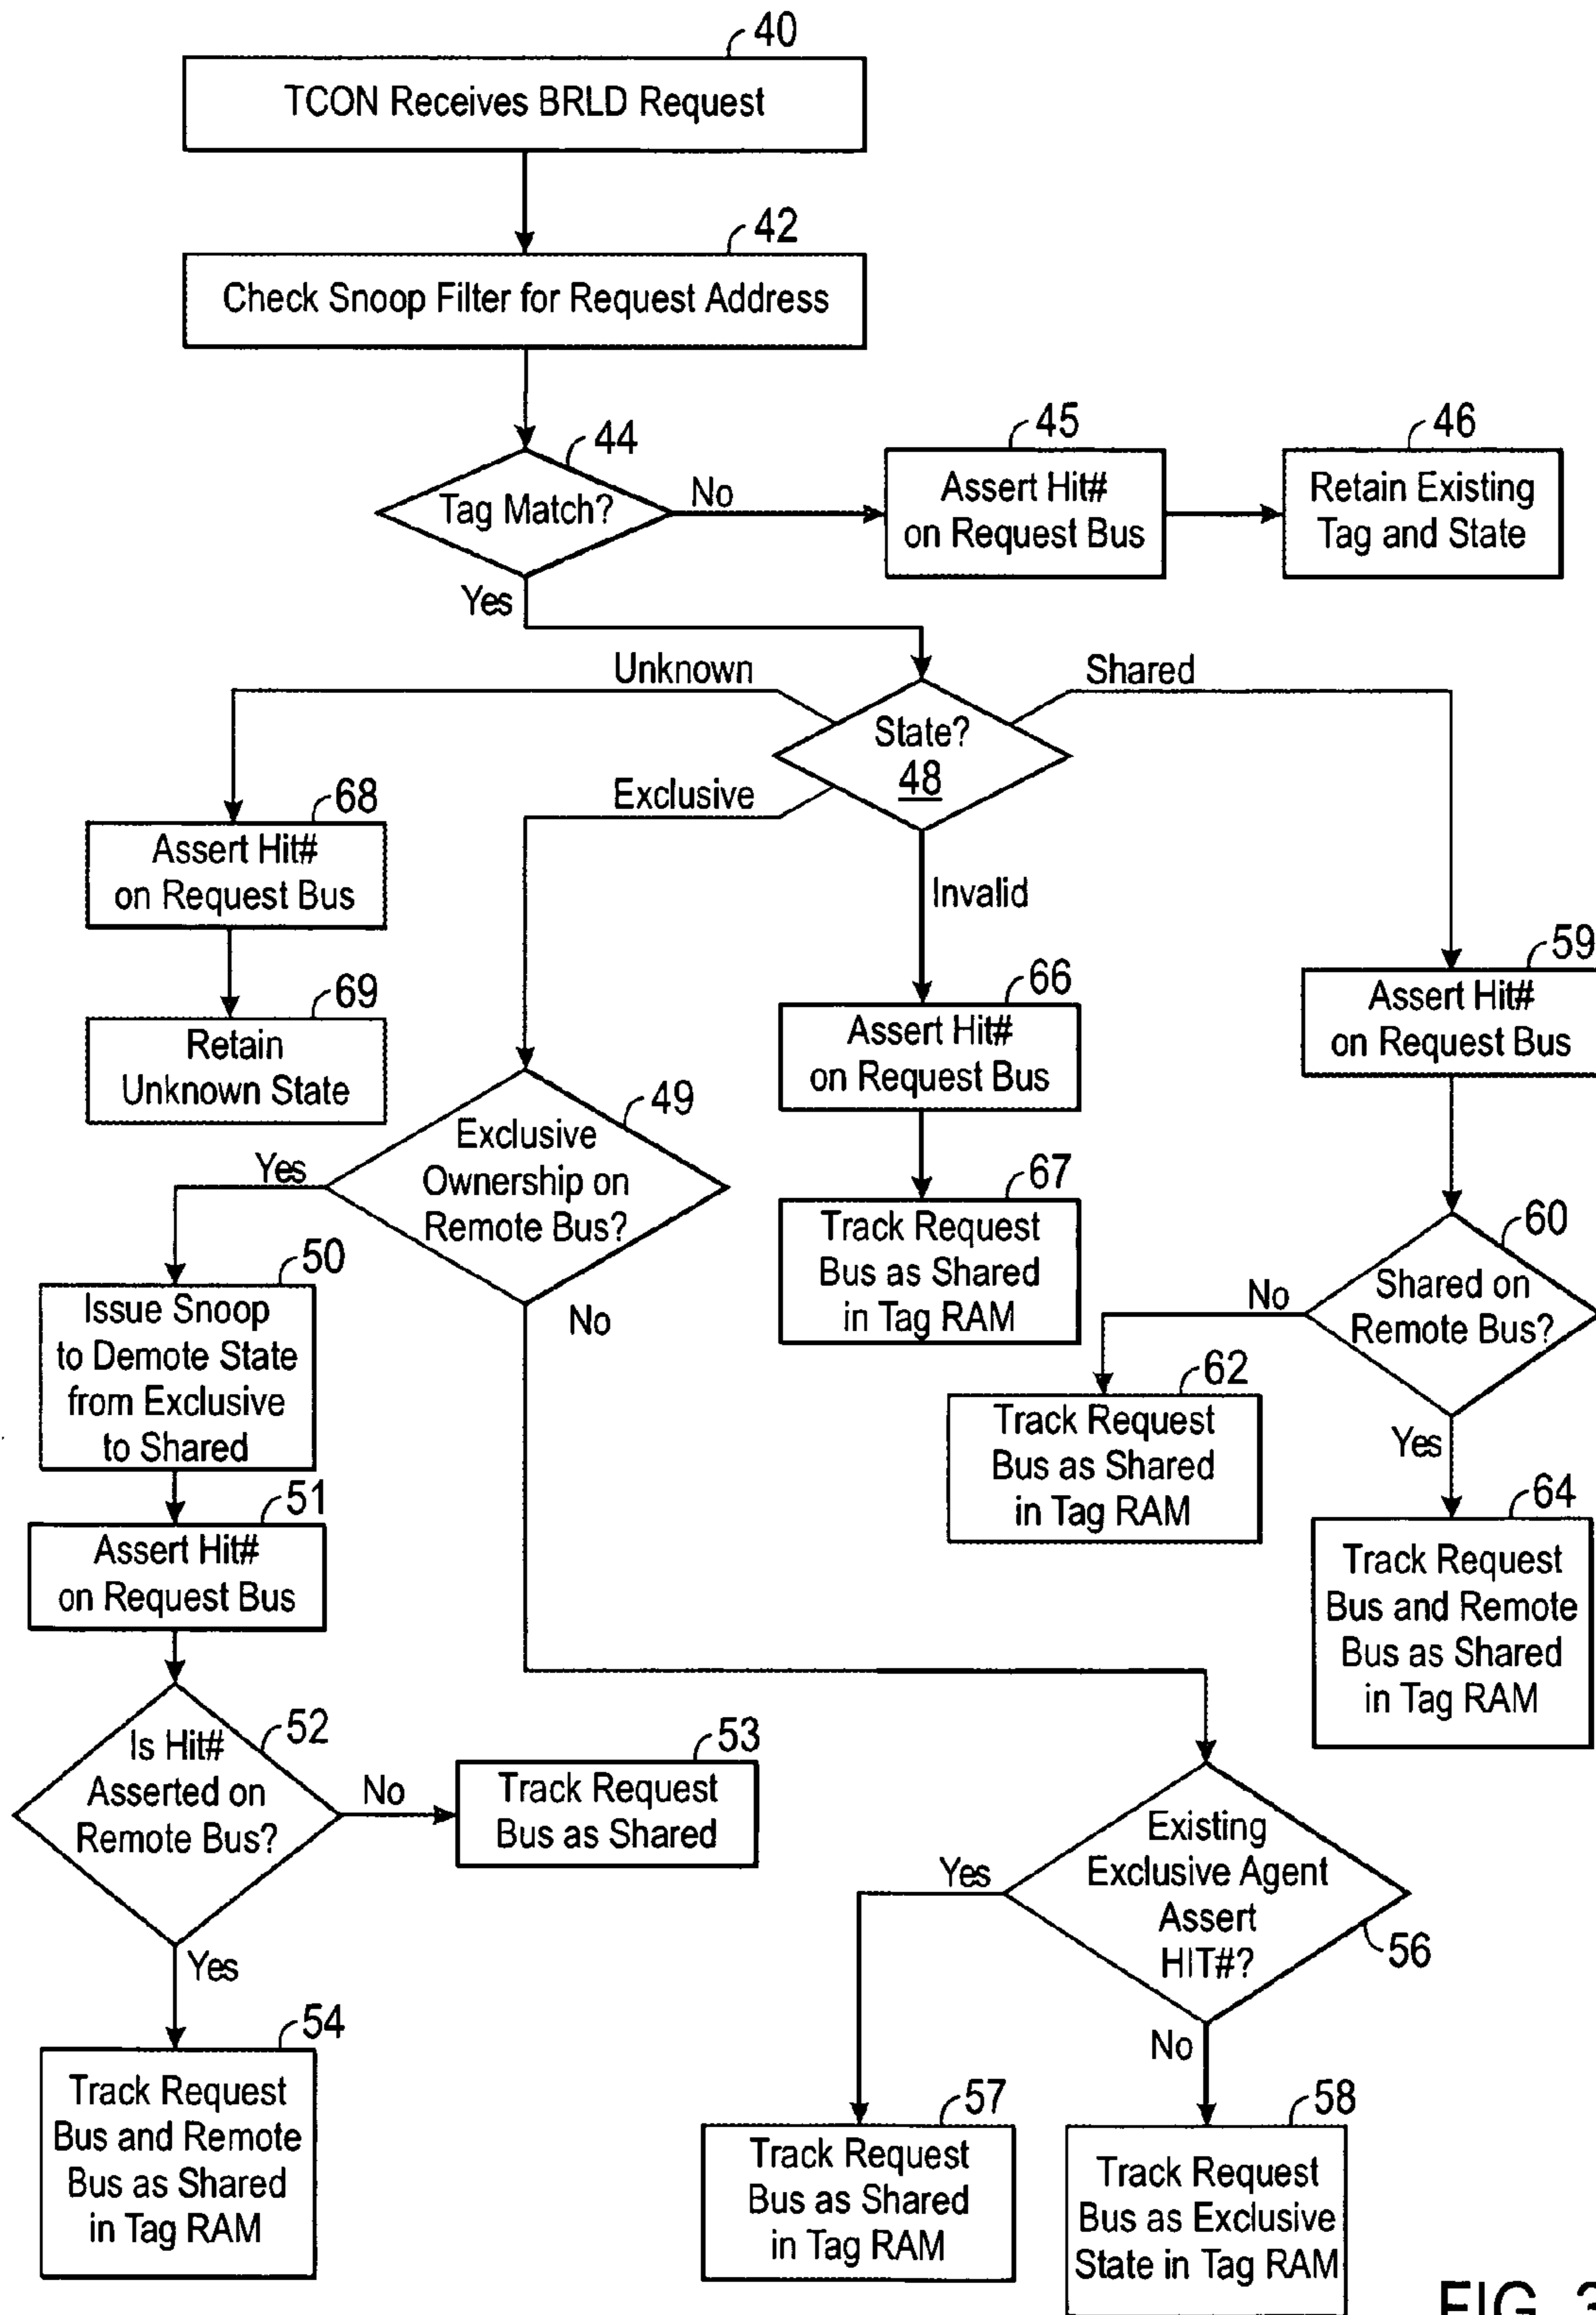 40
TCON Receives BRLD Request
42
Check Snoop Filter for Request Address
44
Tag Match?
No
Yes
45
Assert Hit#
on Request Bus
46
Retain Existing
Tag and State
Unknown
Shared
State?
48
Exclusive
Invalid
68
Assert Hit#
on Request Bus
69
Retain
Unknown State
49
Exclusive
Ownership on
Remote Bus?
Yes
No
66
Assert Hit#
on Request Bus
67
Track Request
Bus as Shared
in Tag RAM
59
Assert Hit#
on Request Bus
60
Shared on
Remote Bus?
No
Yes
62
Track Request
Bus as Shared
in Tag RAM
64
Track Request
Bus and Remote
Bus as Shared
in Tag RAM
50
Issue Snoop
to Demote State
from Exclusive
to Shared
51
Assert Hit#
on Request Bus
52
Is Hit#
Asserted on
Remote Bus?
No
Yes
53
Track Request
Bus as Shared
54
Track Request
Bus and Remote
Bus as Shared
in Tag RAM
Existing
Exclusive Agent
Assert
HIT#?
56
Yes
No
57
Track Request
Bus as Shared
in Tag RAM
58
Track Request
Bus as Exclusive
State in Tag RAM
FIG. 3